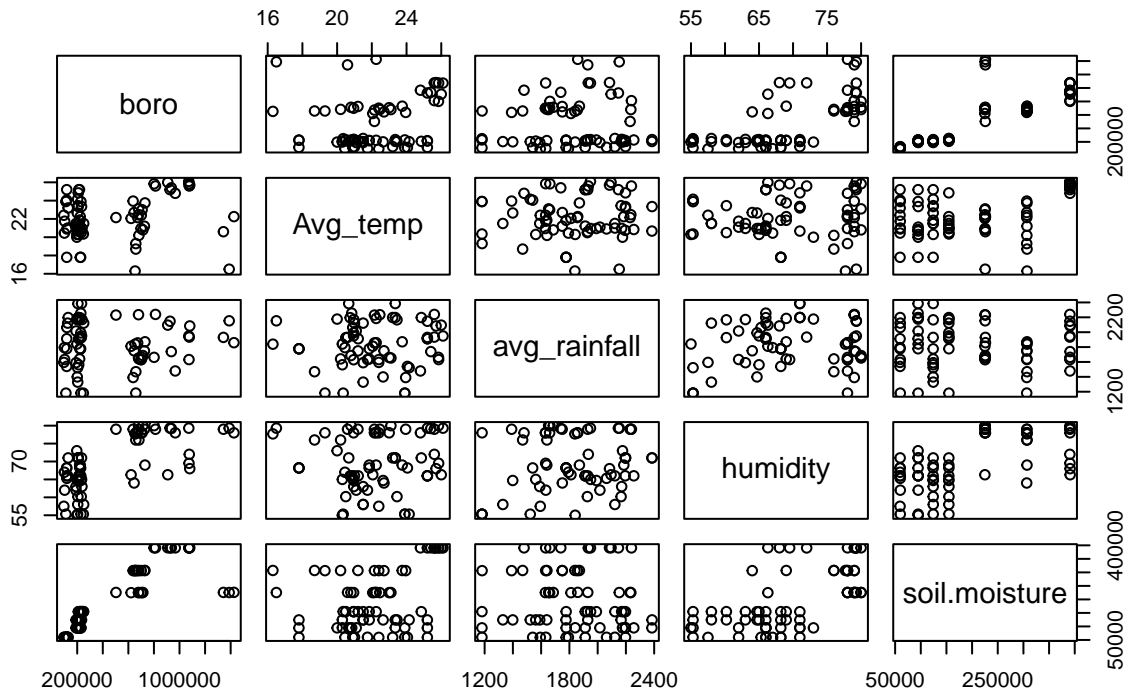 16 20 24 55 65 75
boro 200000
16 22 Avg_temp
avg_rainfall 1200 2200
55 70 humidity
soil.moisture 50000 400000
200000 1000000 1200 1800 2400 50000 2500000